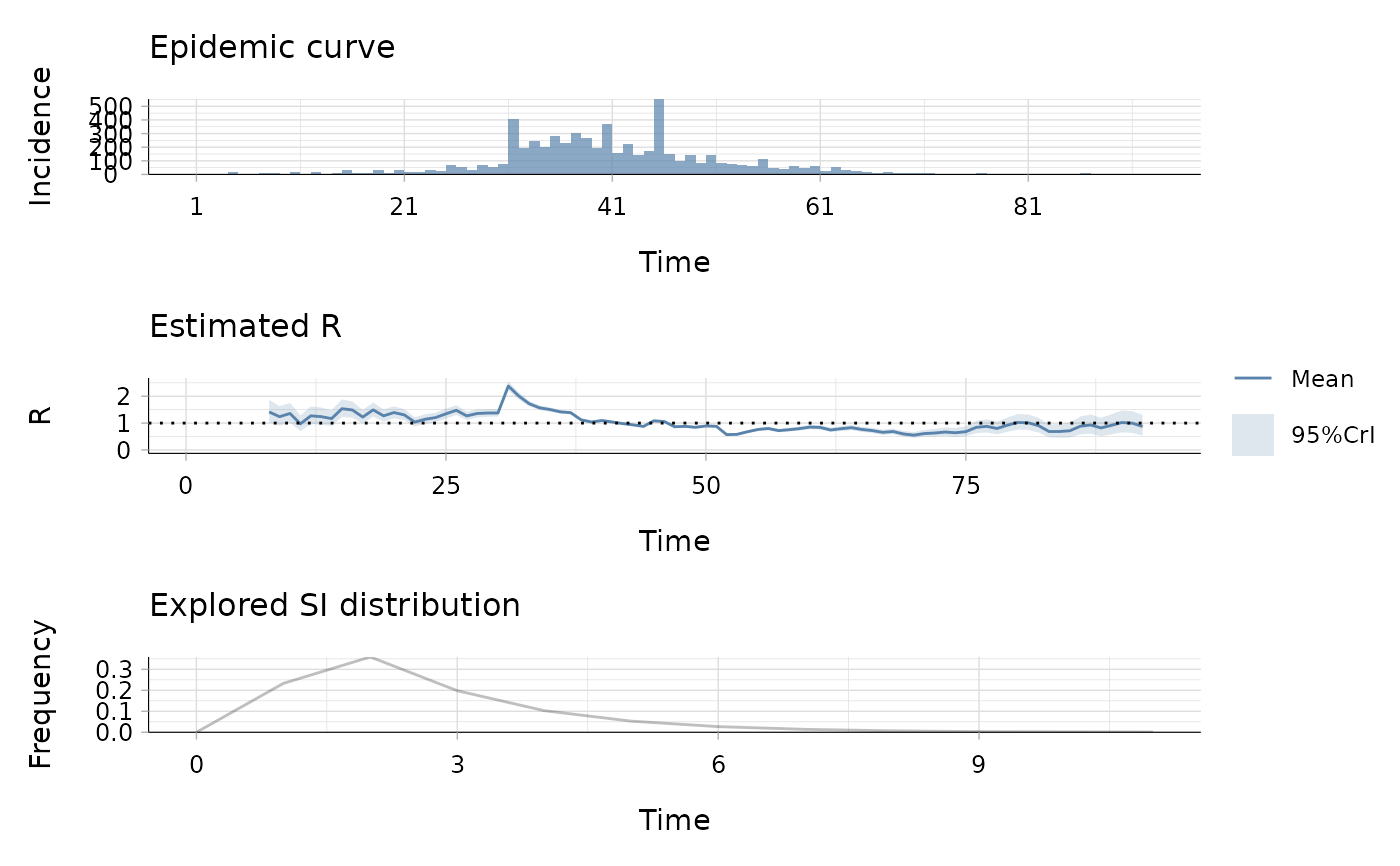 Epidemic curve
Incidence
500
400
300
200
100
0
1 21 41 61 81
Time
Estimated R
R
2
1
0
0 25 50 75
Time
Mean
95%CrI
Explored SI distribution
Frequency
0.3
0.2
0.1
0.0
0 3 6 9
Time